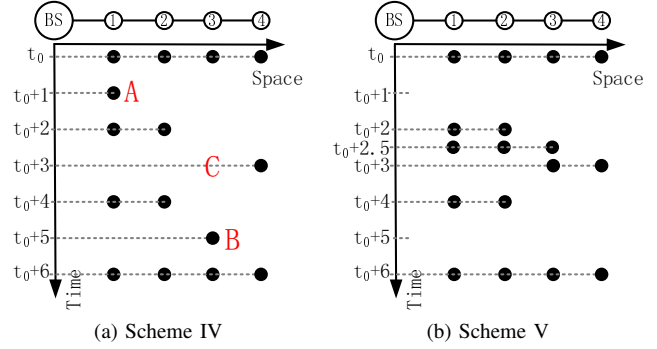 BS 1 2 3 4
t0
Space
t0+1 A
t0+2
t0+3 C
t0+4
t0+5 B
t0+6
Time
(a) Scheme IV
BS 1 2 3 4
t0
Space
t0+1
t0+2
t0+2.5
t0+3
t0+4
t0+5
t0+6
Time
(b) Scheme V